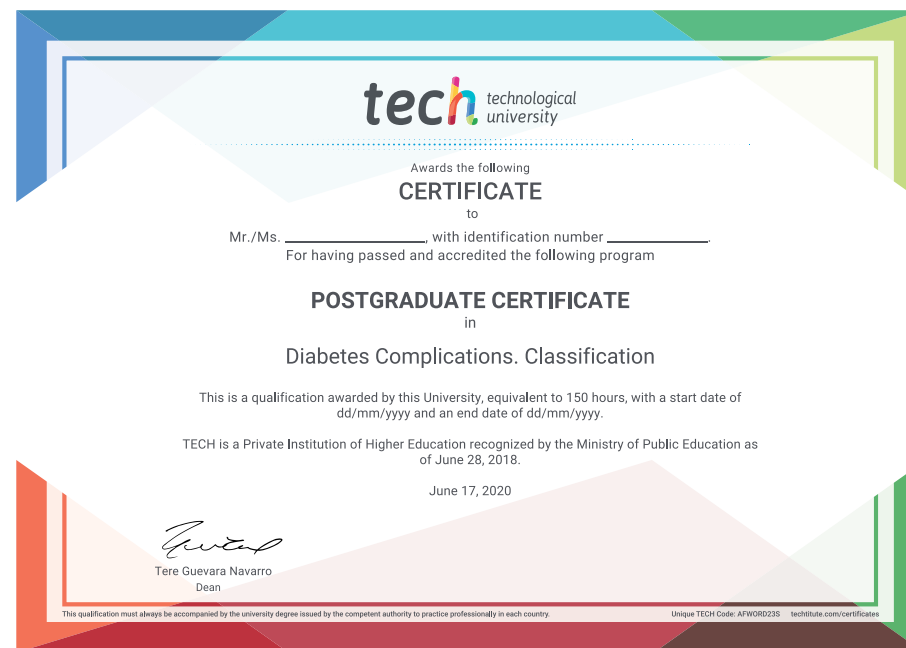 tech technological
university
Awards the following
CERTIFICATE
to
Mr./Ms. ____________________, with identification number ______________.
For having passed and accredited the following program
POSTGRADUATE CERTIFICATE
in
Diabetes Complications. Classification
This is a qualification awarded by this University, equivalent to 150 hours, with a start date of
dd/mm/yyyy and an end date of dd/mm/yyyy.
TECH is a Private Institution of Higher Education recognized by the Ministry of Public Education as
of June 28, 2018.
June 17, 2020
Tere Guevara Navarro
Dean
This qualification must always be accompanied by the university degree issued by the competent authority to practice professionally in each country. Unique TECH Code: AFWORD23S techtitute.com/certificates